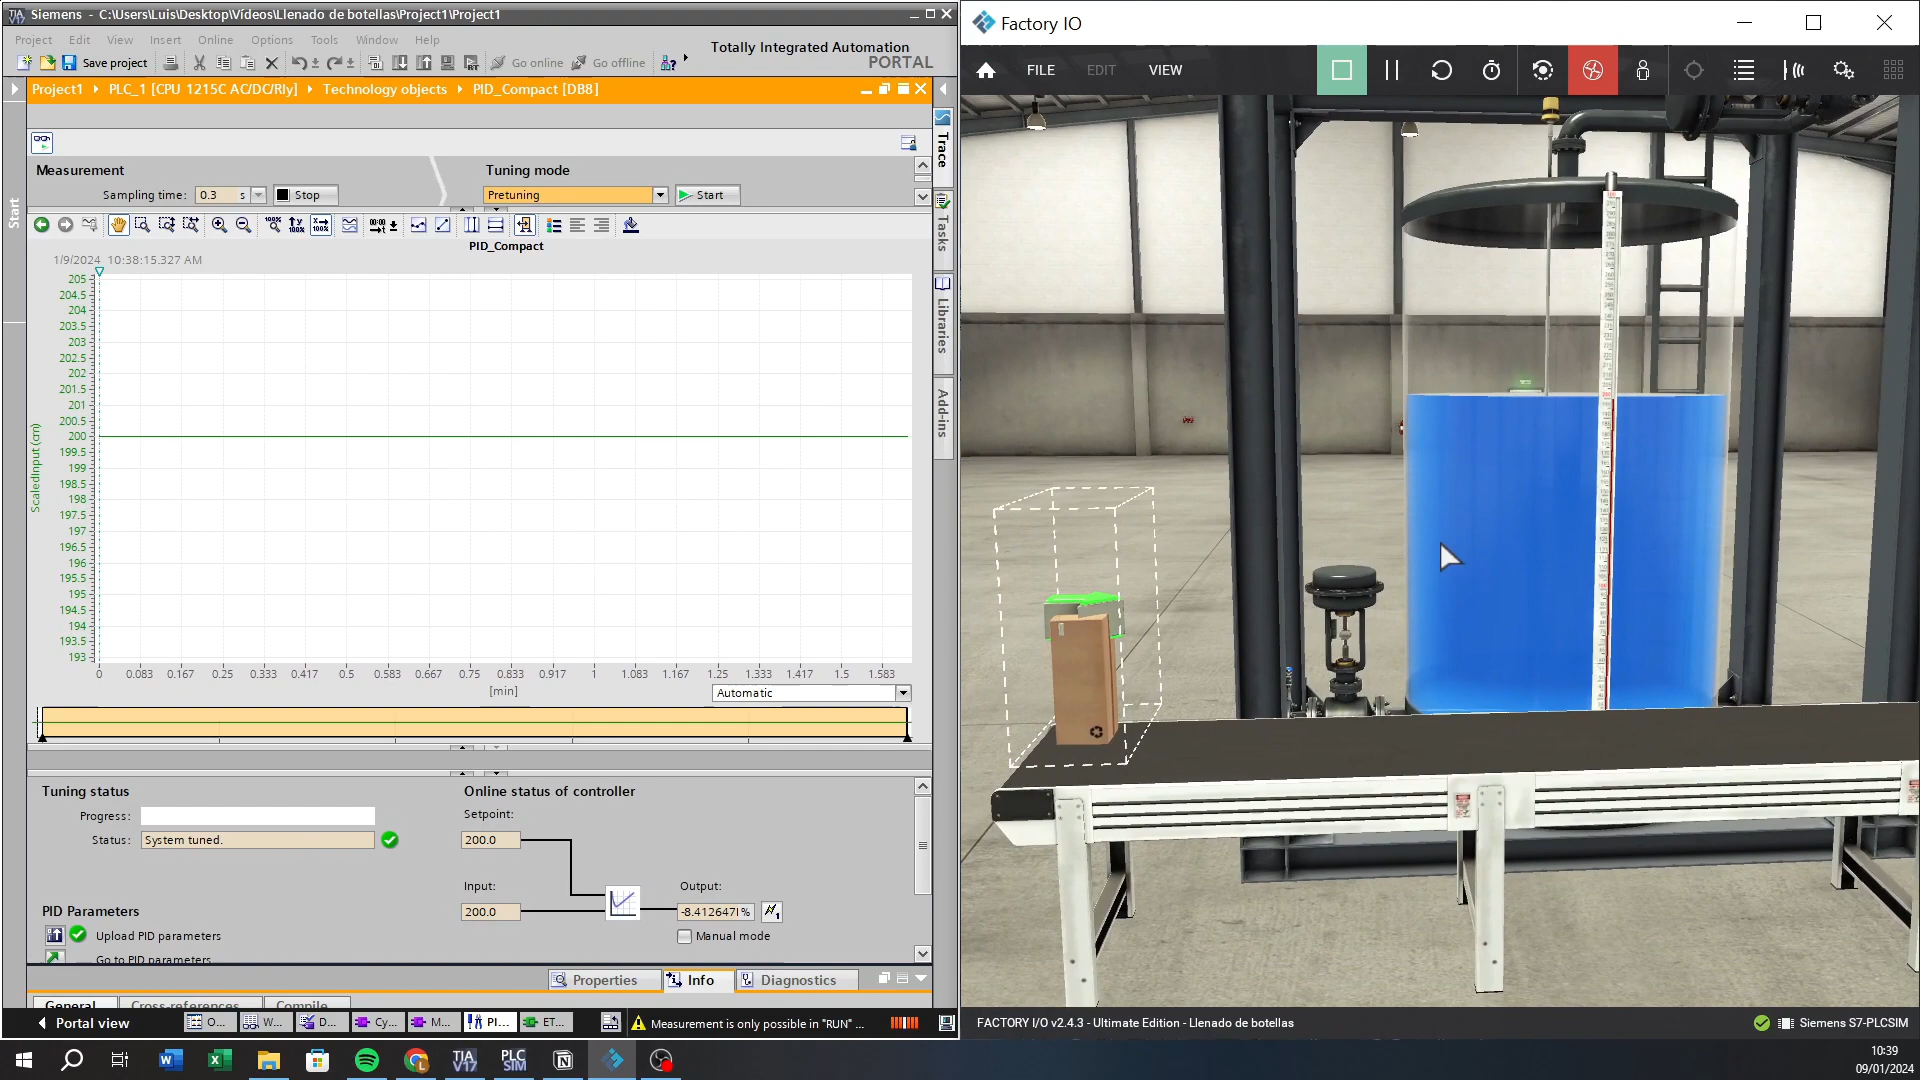 Siemens - C:\Users\Luis\Desktop\Vídeos\Llenado de botellas\Project1\Project1
Project Edit View Insert Online Options Tools Window Help
Totally Integrated Automation
PORTAL
Save project
Go online
Go offline
Project1 PLC_1 [CPU 1215C AC/DC/Rly] Technology objects PID_Compact [DB8]
Measurement
Tuning mode
Sampling time: 0.3 s Stop
Pretuning Start
PID_Compact
1/9/2024 10:38:15.327 AM
205
204.5
204
203.5
203
202.5
202
201.5
201
200.5
200
199.5
199
198.5
198
197.5
197
196.5
196
195.5
195
194.5
194
193.5
193
ScaledInput (cm)
0 0.083 0.167 0.25 0.333 0.417 0.5 0.583 0.667 0.75 0.833 0.917 1 1.083 1.167 1.25 1.333 1.417 1.5 1.583
[min]
Automatic
Tuning status
Progress:
Status: System tuned.
Online status of controller
Setpoint:
200.0
Input:
200.0
Output:
%
Manual mode
PID Parameters
Upload PID parameters
Go to PID parameters
Properties Info Diagnostics
General Cross-references Compile
Portal view
O... W... D... Cy... M... PI... ET...
Measurement is only possible in "RUN" ...
Start
Trace
Tasks
Libraries
Add-ins
Factory IO
FILE EDIT VIEW
FACTORY I/O v2.4.3 - Ultimate Edition - Llenado de botellas
Siemens S7-PLCSIM
TIA
V17
PLC
SIM
10:39
09/01/2024